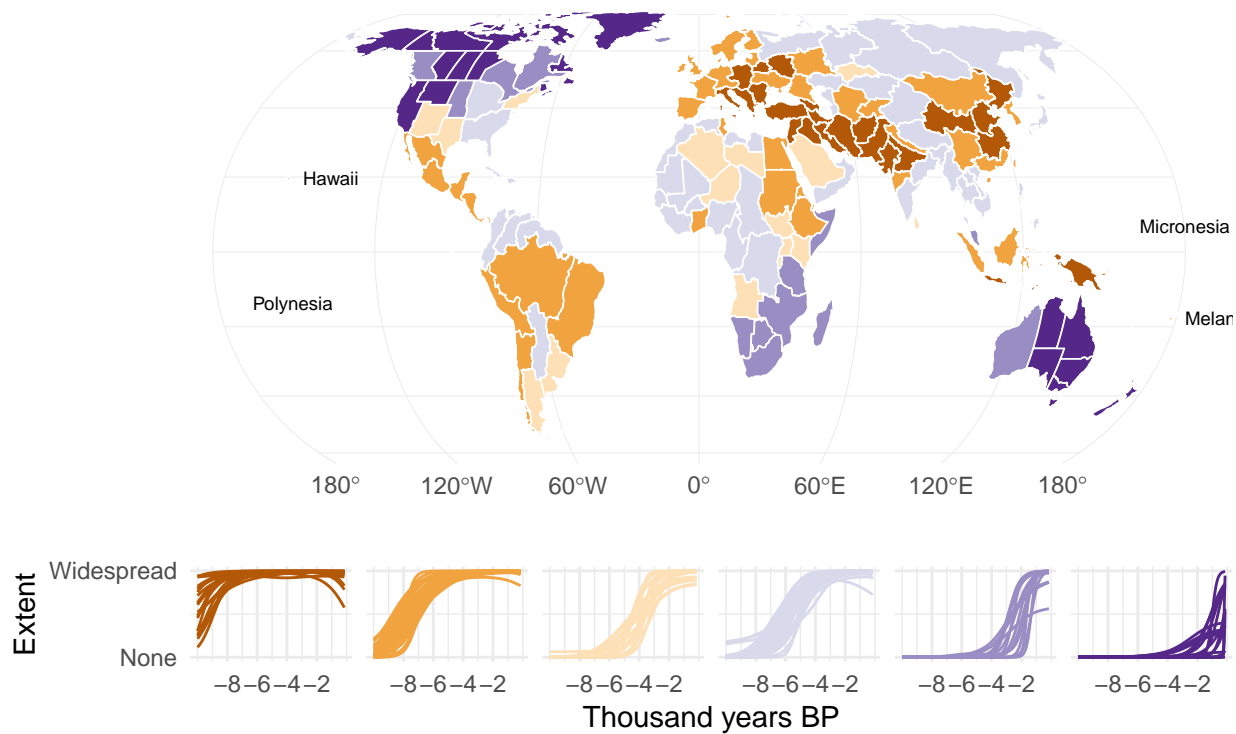 Hawaii
Micronesia
Polynesia
Melan
180° 120°W 60°W 0° 60°E 120°E 180°
Extent
Widespread
None
−8−6−4−2 −8−6−4−2 −8−6−4−2 −8−6−4−2 −8−6−4−2 −8−6−4−2
Thousand years BP